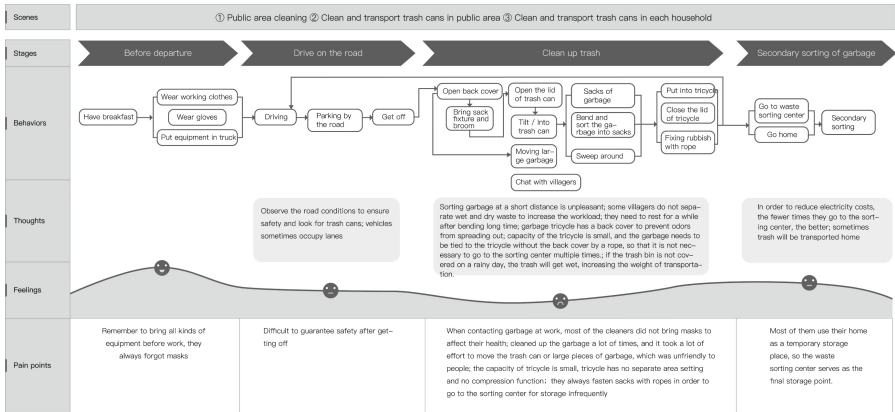 Scenes
① Public area cleaning ② Clean and transport trash cans in public area ③ Clean and transport trash cans in each household
Stages
Before departure
Drive on the road
Clean up trash
Secondary sorting of garbage
Behaviors
Have breakfast
Wear working clothes
Wear gloves
Put equipment in truck
Driving
Parking by
the road
Get off
Open back cover
Bring sack
fixture and
broom
Moving lar-
ge garbage
Open the lid
of trash can
Tilt / Into
trash can
Chat with villagers
Sacks of
garbage
Bend and
sort the ga-
rbage into sacks
Sweep around
Put into tricycle
Close the lid
of tricycle
Fixing rubbish
with rope
Go to waste
sorting center
Go home
Secondary
sorting
Thoughts
Observe the road conditions to ensure
safety and look for trash cans; vehicles
sometimes occupy lanes
Sorting garbage at a short distance is unpleasant; some villagers do not sepa-
rate wet and dry waste to increase the workload; they need to rest for a while
after bending long time; garbage tricycle has a back cover to prevent odors
from spreading out; capacity of the tricycle is small, and the garbage needs to
be tied to the tricycle without the back cover by a rope, so that it is not nec-
essary to go to the sorting center multiple times.; if the trash bin is not cov-
ered on a rainy day, the trash will get wet, increasing the weight of transporta-
tion.
In order to reduce electricity costs,
the fewer times they go to the sort-
ing center, the better; sometimes
trash will be transported home
Feelings
Pain points
Remember to bring all kinds of
equipment before work, they
always forgot masks
Difficult to guarantee safety after get-
ting off
When contacting garbage at work, most of the cleaners did not bring masks to
affect their health; cleaned up the garbage a lot of times, and it took a lot of
effort to move the trash can or large pieces of garbage, which was unfriendly to
people; the capacity of tricycle is small, tricycle has no separate area setting
and no compression function; they always fasten sacks with ropes in order to
go to the sorting center for storage infrequently
Most of them use their home
as a temporary storage
place, so the waste
sorting center serves as the
final storage point.